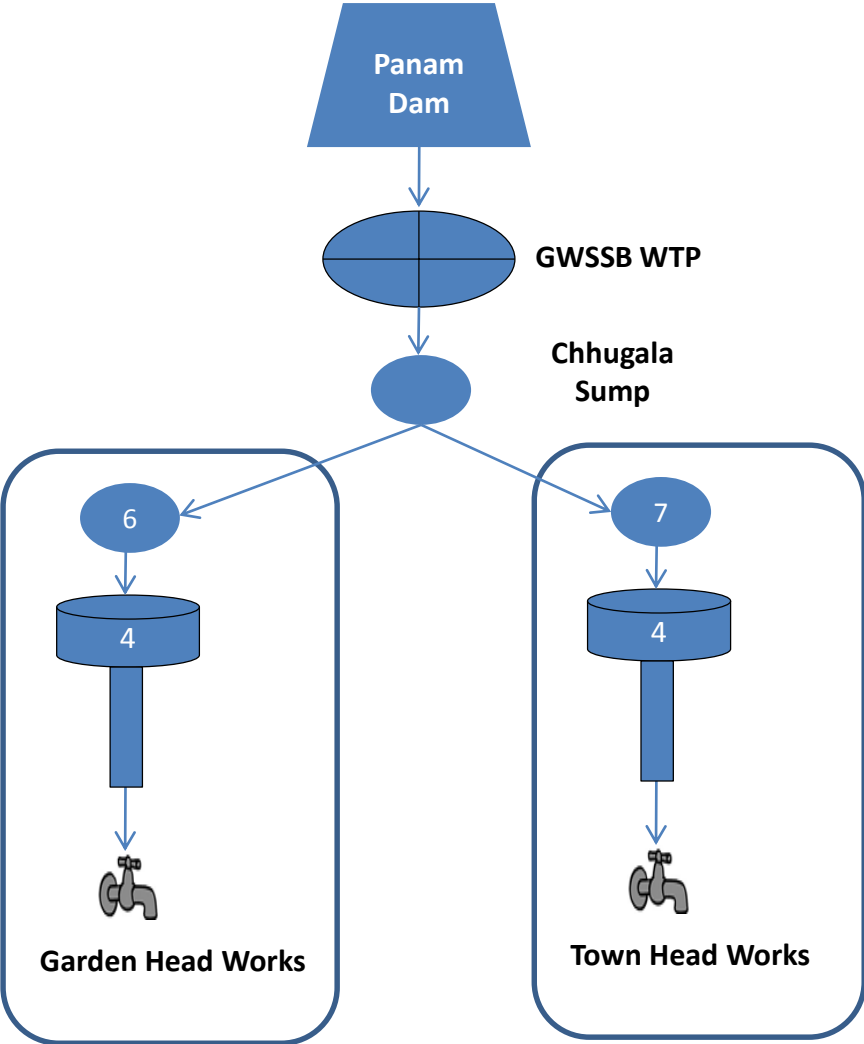 Panam
Dam
GWSSB WTP
Chhugala
Sump
6
7
4
4
Garden Head Works
Town Head Works